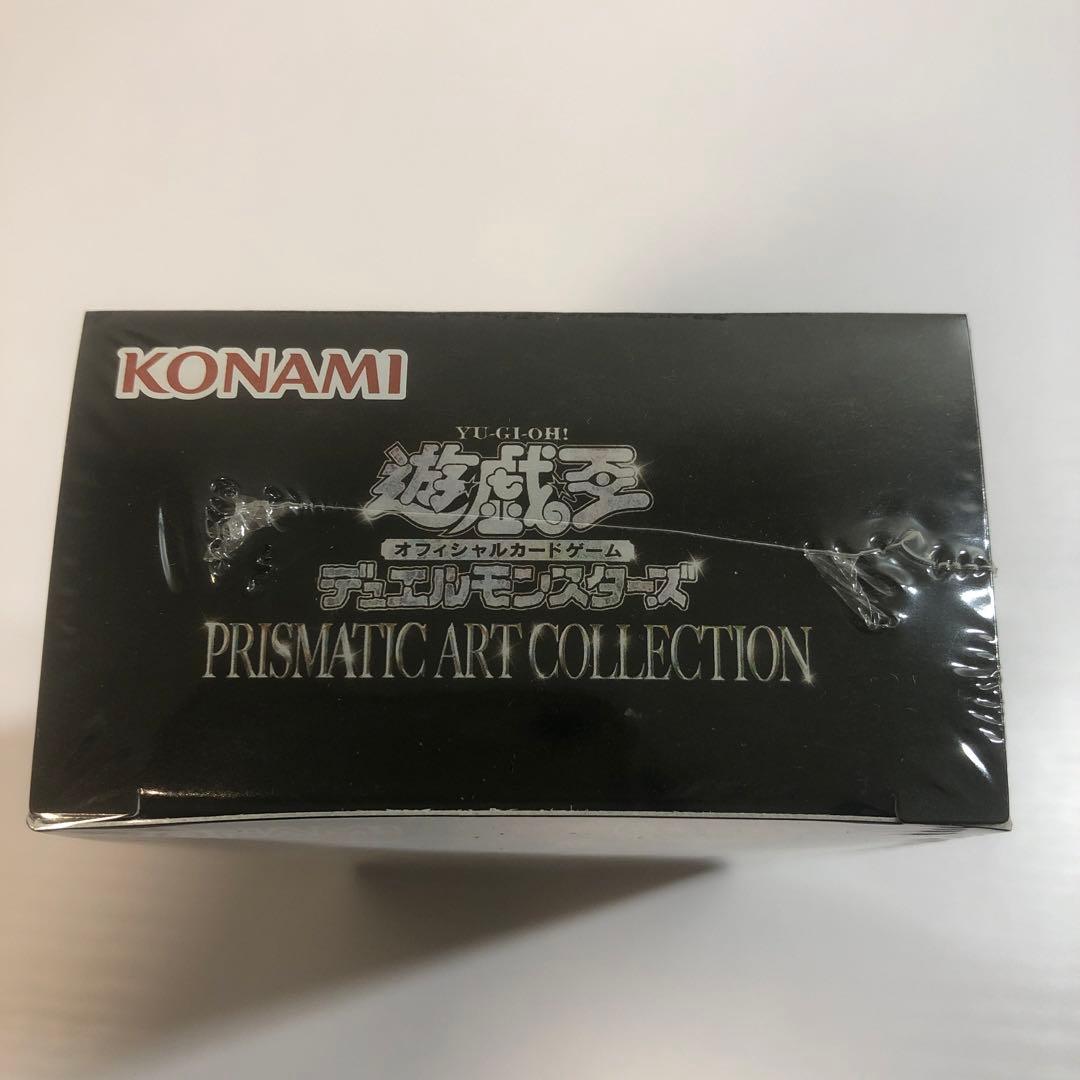 KONAMI
YU-GI-OH!
遊戯王
オフィシャルカードゲーム
デュエルモンスターズ
PRISMATIC ART COLLECTION